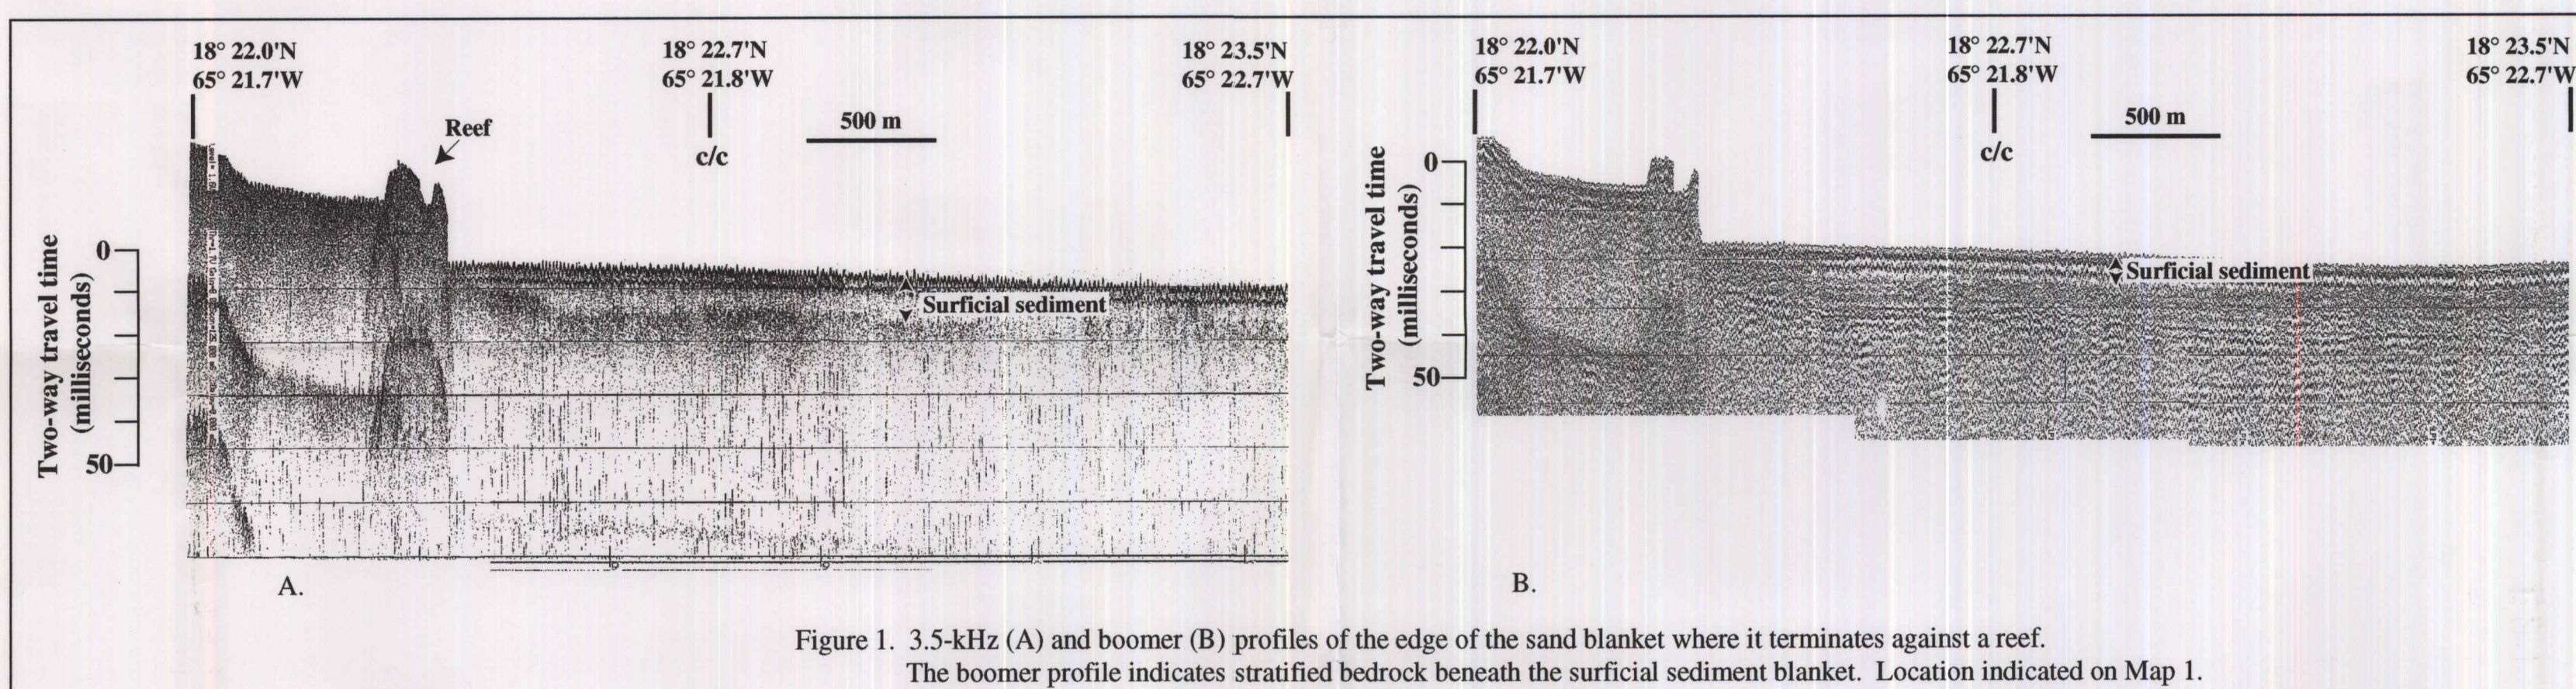 18° 22.0'N
65° 21.7'W
18° 22.7'N
65° 21.8'W
c/c
18° 23.5'N
65° 22.7'W
500 m
Reef
Two-way travel time
(milliseconds)
0
50
Surficial sediment
A.
18° 22.0'N
65° 21.7'W
18° 22.7'N
65° 21.8'W
c/c
18° 23.5'N
65° 22.7'W
500 m
Two-way travel time
(milliseconds)
0
50
Surficial sediment
B.
Figure 1. 3.5-kHz (A) and boomer (B) profiles of the edge of the sand blanket where it terminates against a reef.
The boomer profile indicates stratified bedrock beneath the surficial sediment blanket. Location indicated on Map 1.